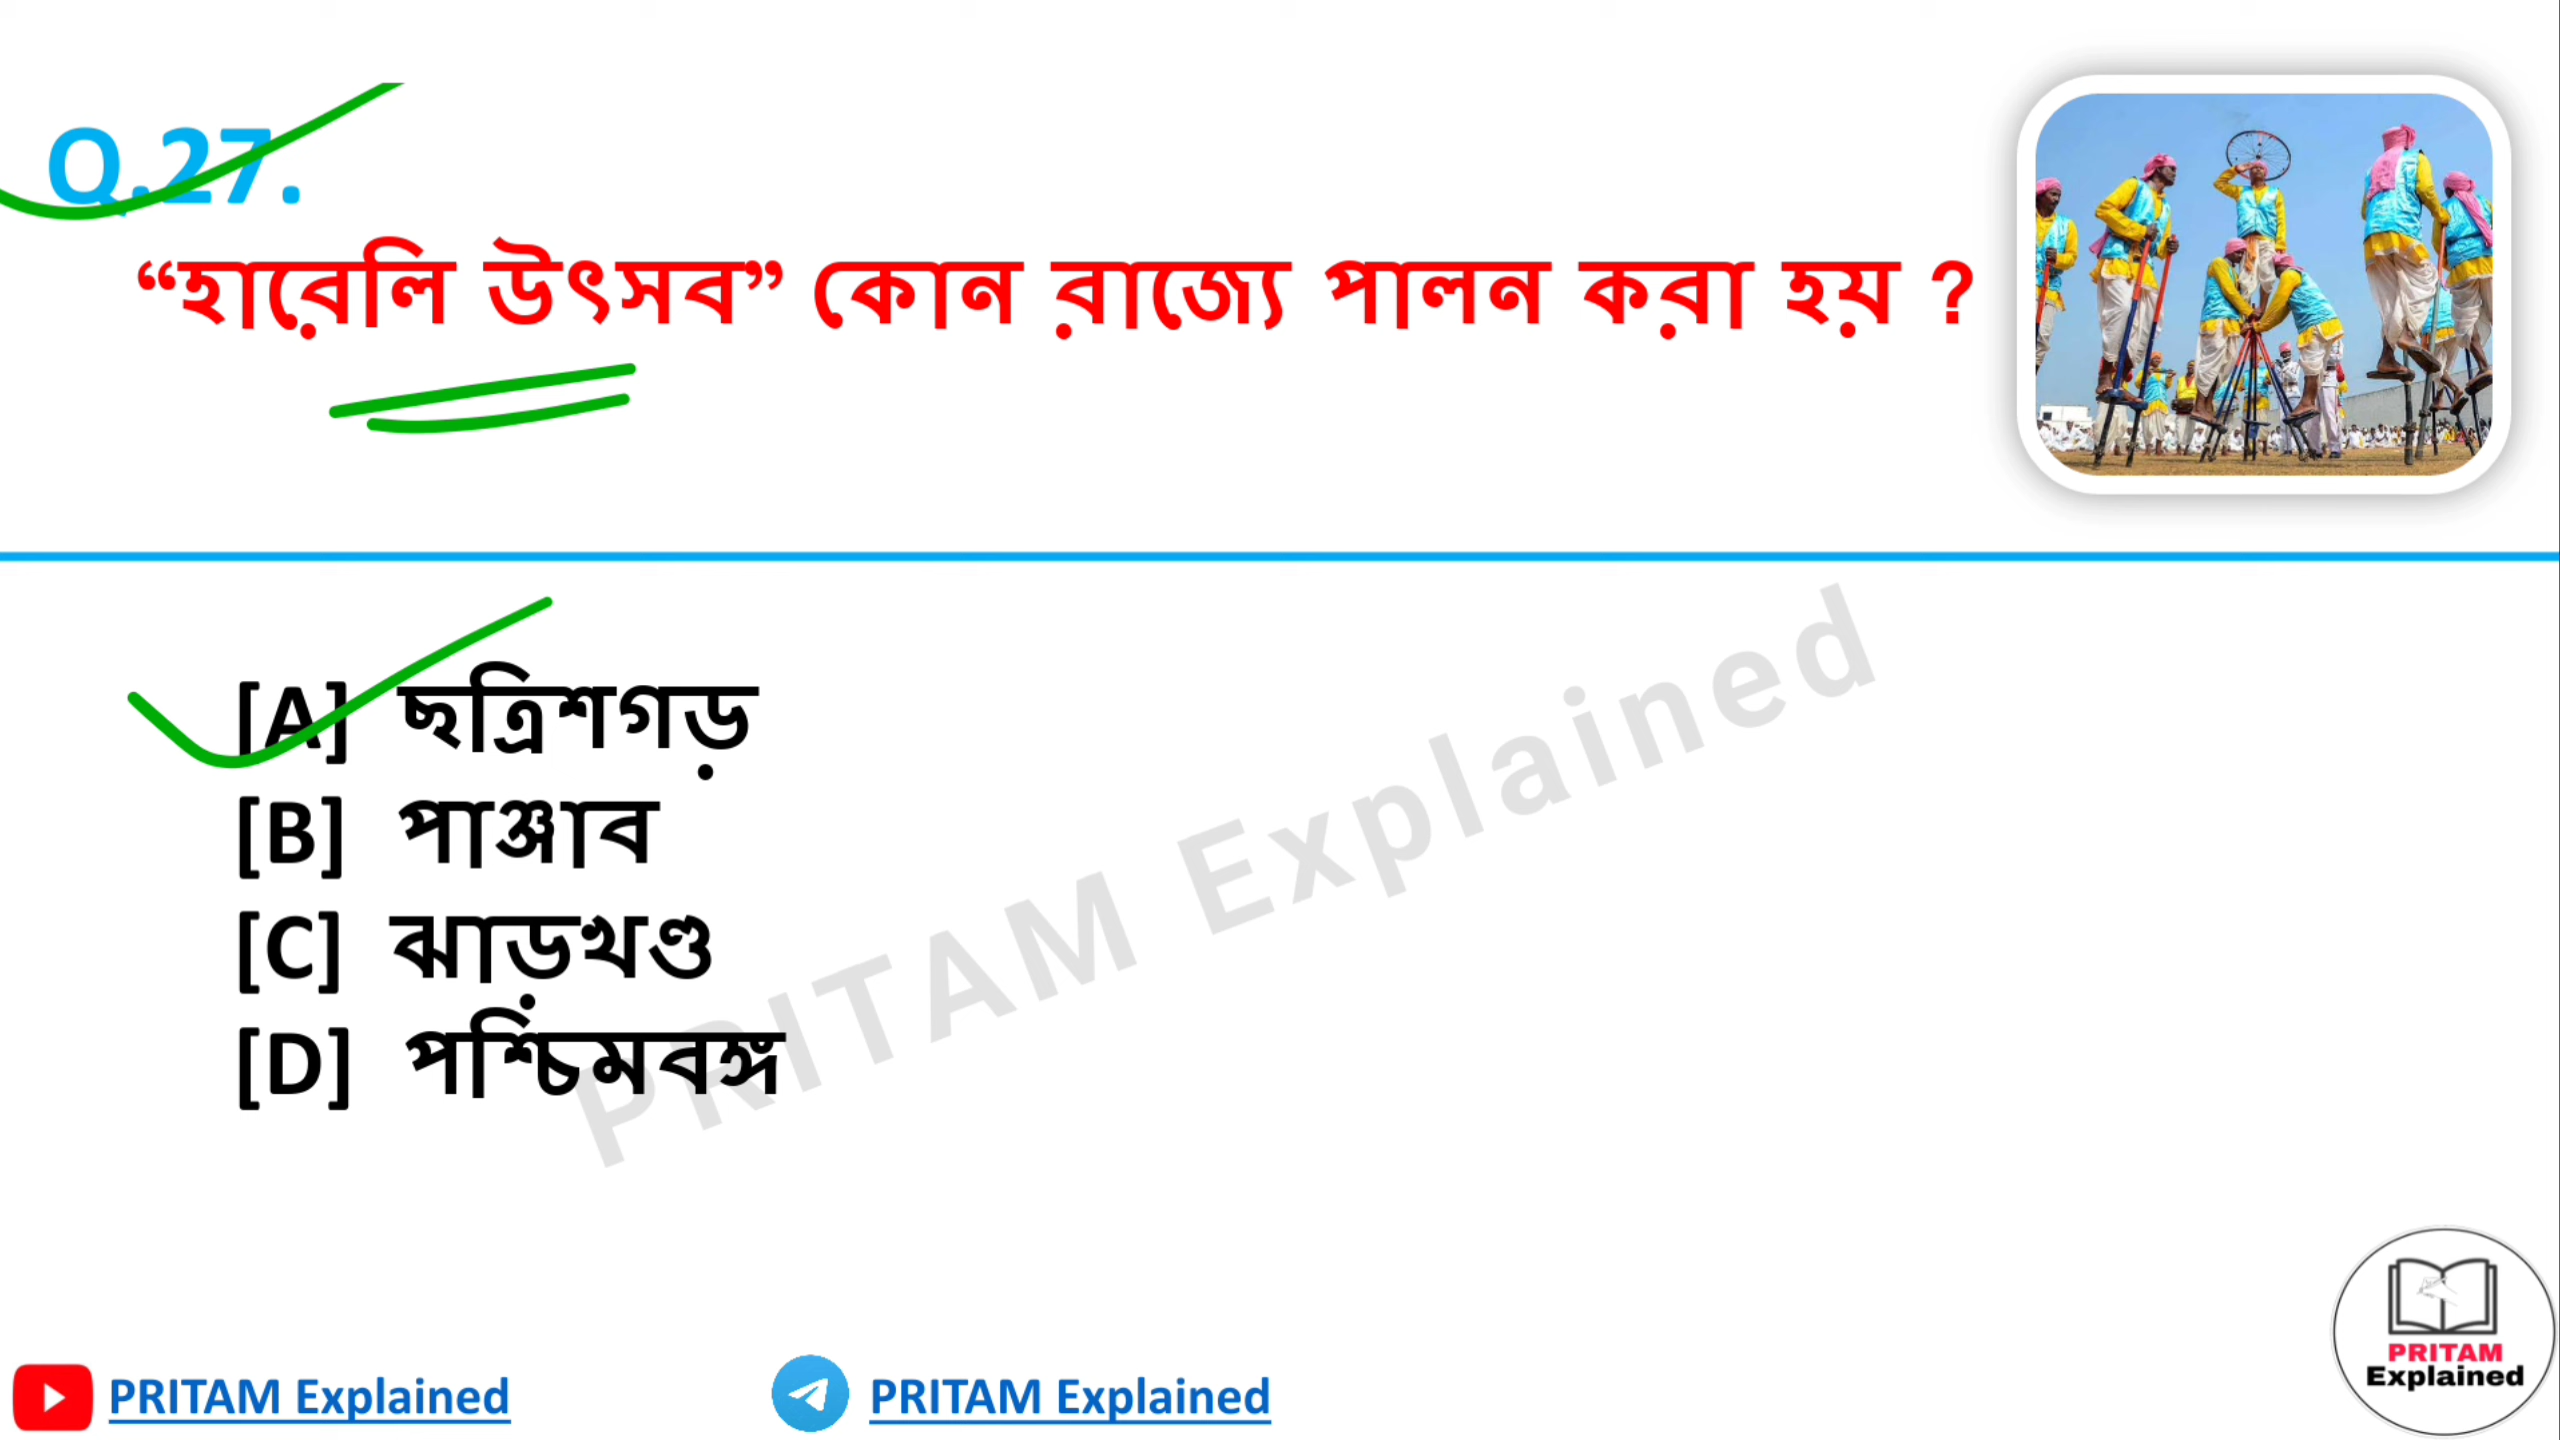 Q.27.
“হারেলি উৎসব” কোন রাজ্যে পালন করা হয় ?
[A] ছত্রিশগড়
[B] পাঞ্জাব
[C] ঝাড়খণ্ড
[D] পশ্চিমবঙ্গ
PRITAM Explained
PRITAM Explained
PRITAM Explained
PRITAM
Explained